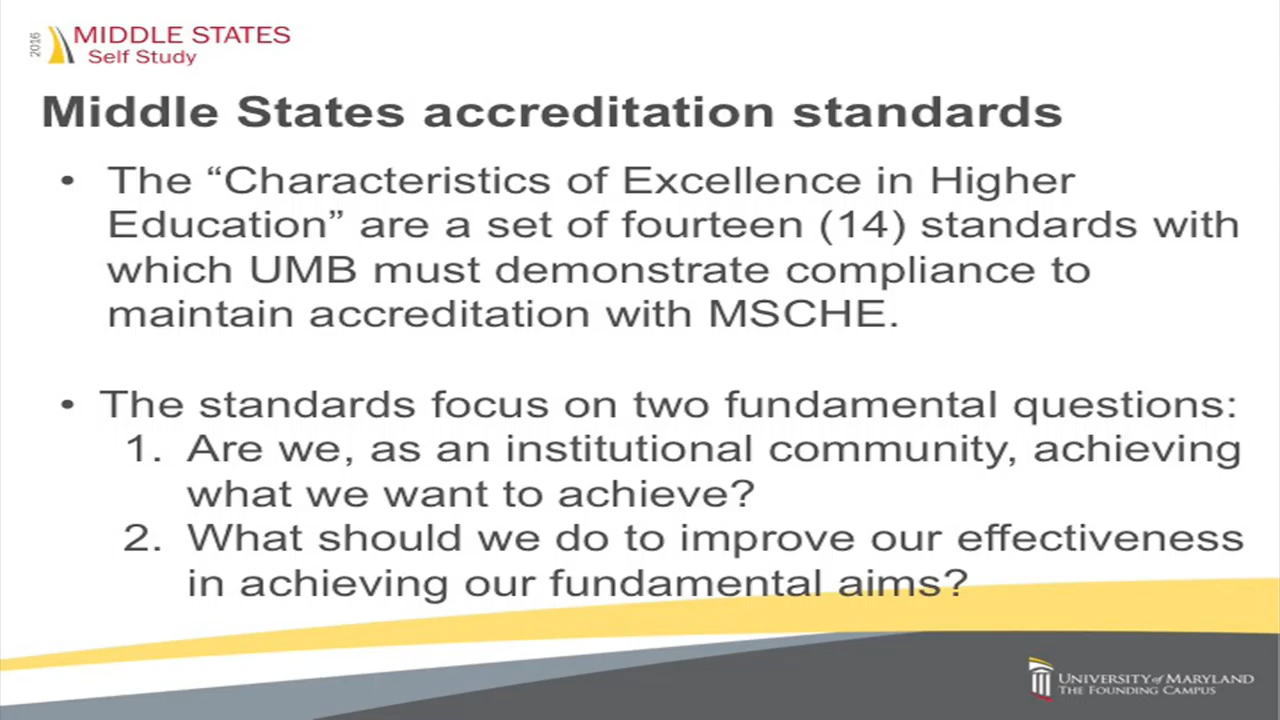 2016
MIDDLE STATES
Self Study
Middle States accreditation standards
• The “Characteristics of Excellence in Higher
Education” are a set of fourteen (14) standards with
which UMB must demonstrate compliance to
maintain accreditation with MSCHE.
• The standards focus on two fundamental questions:
1. Are we, as an institutional community, achieving
what we want to achieve?
2. What should we do to improve our effectiveness
in achieving our fundamental aims?
UNIVERSITY of MARYLAND
THE FOUNDING CAMPUS